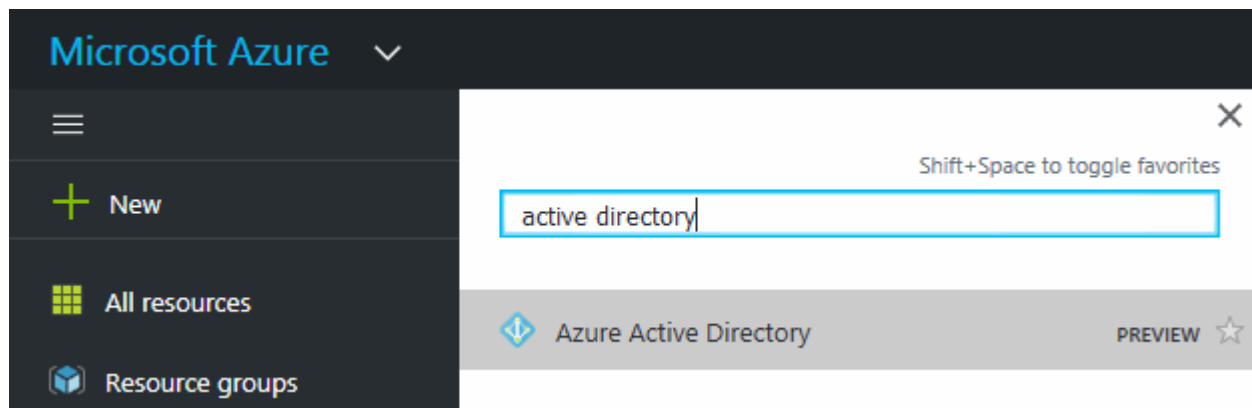 Microsoft Azure
Shift+Space to toggle favorites
New
active directory
All resources
Azure Active Directory PREVIEW
Resource groups